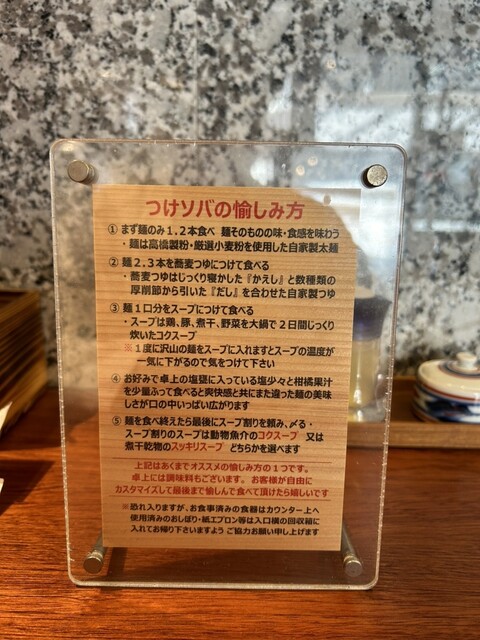 つけソバの愉しみ方
① まず麺のみ１.２本食べ 麺そのものの味・食感を味わう
・麺は高橋製粉・厳選小麦粉を使用した自家製太麺
② 麺２.３本を蕎麦つゆにつけて食べる
・蕎麦つゆはじっくり寝かした『かえし』と数種類の
厚削節から引いた『だし』を合わせた自家製つゆ
③ 麺１口分をスープにつけて食べる
・スープは鶏、豚、煮干、野菜を大鍋で２日間じっくり
炊いたコクスープ
※１度に沢山の麺をスープに入れますとスープの温度が
一気に下がるので気をつけて下さい
④ お好みで卓上の塩甕に入っている塩少々と柑橘果汁
を少量ふって食べると爽快感と共にまた違った麺の美味
しさが口の中いっぱい広がります
⑤ 麺を食べ終えたら最後にスープ割りを頼み、〆る・
スープ割りのスープは動物魚介のコクスープ 又は
煮干乾物のスッキリスープ どちらかを選べます
上記はあくまでオススメの愉しみ方の１つです。
卓上には調味料もございます。 お客様が自由に
カスタマイズして最後まで愉しんで食べて頂けたら嬉しいです
※恐れ入りますが、お食事済みの食器はカウンター上へ
使用済みのおしぼり・紙エプロン等は入口横の回収箱に
入れてお帰り下さいますよう ご協力お願い申し上げます